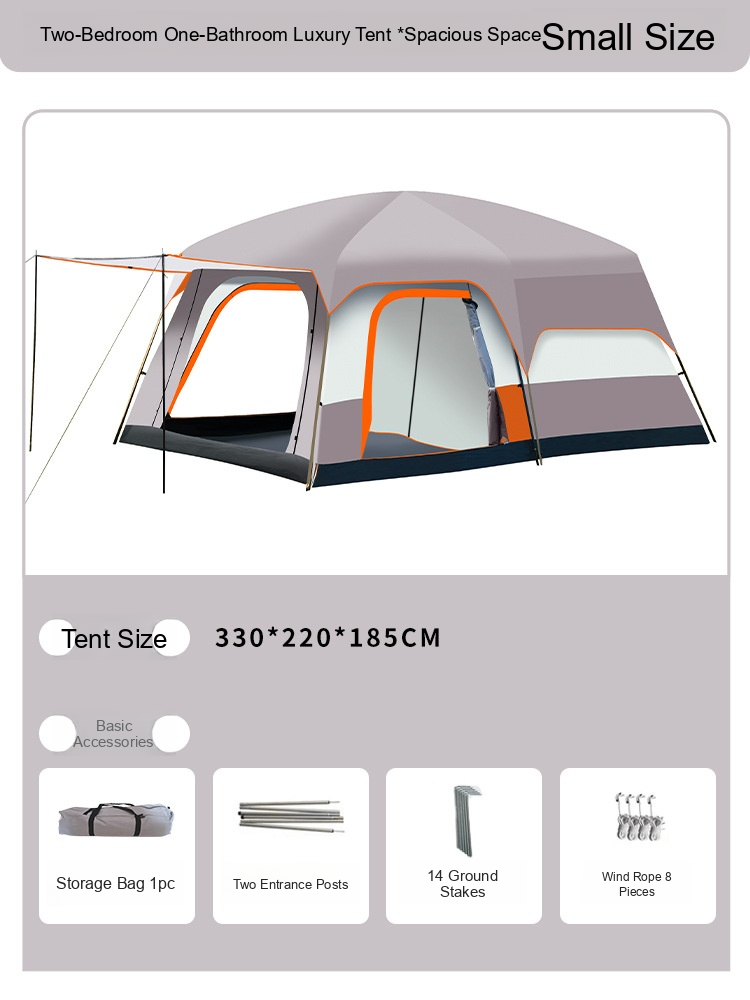 Two-Bedroom One-Bathroom Luxury Tent *Spacious Space Small Size
Tent Size
330*220*185CM
Basic
Accessories
Storage Bag 1pc
Two Entrance Posts
14 Ground
Stakes
Wind Rope 8
Pieces